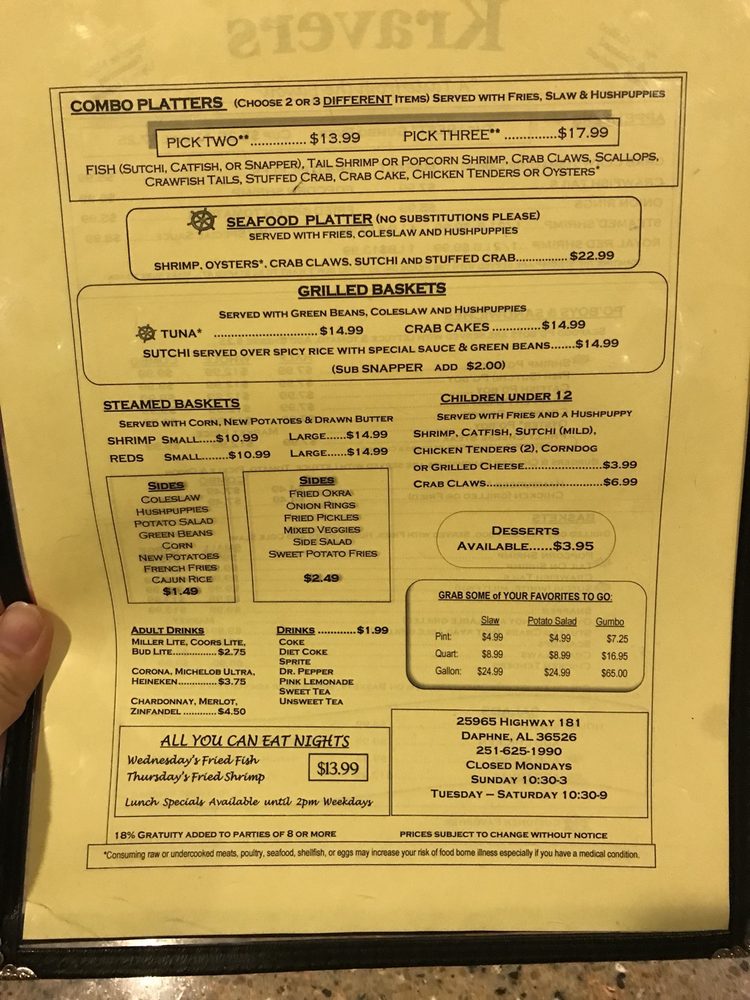 Kravers
COMBO PLATTERS (CHOOSE 2 OR 3 DIFFERENT ITEMS) SERVED WITH FRIES, SLAW & HUSHPUPPIES
PICK TWO**............... $13.99 PICK THREE** ..............$17.99
FISH (SUTCHI, CATFISH, OR SNAPPER), TAIL SHRIMP OR POPCORN SHRIMP, CRAB CLAWS, SCALLOPS,
CRAWFISH TAILS, STUFFED CRAB, CRAB CAKE, CHICKEN TENDERS OR OYSTERS*
SEAFOOD PLATTER (NO SUBSTITUTIONS PLEASE)
SERVED WITH FRIES, COLESLAW AND HUSHPUPPIES
SHRIMP, OYSTERS*, CRAB CLAWS, SUTCHI AND STUFFED CRAB................ $22.99
GRILLED BASKETS
SERVED WITH GREEN BEANS, COLESLAW AND HUSHPUPPIES
TUNA* ...........................$14.99 CRAB CAKES .............$14.99
SUTCHI SERVED OVER SPICY RICE WITH SPECIAL SAUCE & GREEN BEANS.......$14.99
(SUB SNAPPER ADD $2.00)
STEAMED BASKETS
SERVED WITH CORN, NEW POTATOES & DRAWN BUTTER
SHRIMP SMALL.....$10.99 LARGE......$14.99
REDS SMALL........$10.99 LARGE......$14.99
CHILDREN UNDER 12
SERVED WITH FRIES AND A HUSHPUPPY
SHRIMP, CATFISH, SUTCHI (MILD),
CHICKEN TENDERS (2), CORNDOG
OR GRILLED CHEESE.......................$3.99
CRAB CLAWS..................................$6.99
SIDES
COLESLAW
HUSHPUPPIES
POTATO SALAD
GREEN BEANS
CORN
NEW POTATOES
FRENCH FRIES
CAJUN RICE
$1.49
SIDES
FRIED OKRA
ONION RINGS
FRIED PICKLES
MIXED VEGGIES
SIDE SALAD
SWEET POTATO FRIES
$2.49
DESSERTS
AVAILABLE......$3.95
GRAB SOME of YOUR FAVORITES TO GO:
Slaw Potato Salad Gumbo
Pint: $4.99 $4.99 $7.25
Quart: $8.99 $8.99 $16.95
Gallon: $24.99 $24.99 $65.00
ADULT DRINKS
MILLER LITE, COORS LITE,
BUD LITE................$2.75
CORONA, MICHELOB ULTRA,
HEINEKEN..............$3.75
CHARDONNAY, MERLOT,
ZINFANDEL ............$4.50
DRINKS ............$1.99
COKE
DIET COKE
SPRITE
DR. PEPPER
PINK LEMONADE
SWEET TEA
UNSWEET TEA
ALL YOU CAN EAT NIGHTS
Wednesday's Fried Fish
Thursday's Fried Shrimp
$13.99
Lunch Specials Available until 2pm Weekdays
25965 HIGHWAY 181
DAPHNE, AL 36526
251-625-1990
CLOSED MONDAYS
SUNDAY 10:30-3
TUESDAY – SATURDAY 10:30-9
18% GRATUITY ADDED TO PARTIES OF 8 OR MORE PRICES SUBJECT TO CHANGE WITHOUT NOTICE
*Consuming raw or undercooked meats, poultry, seafood, shellfish, or eggs may increase your risk of food borne illness especially if you have a medical condition.